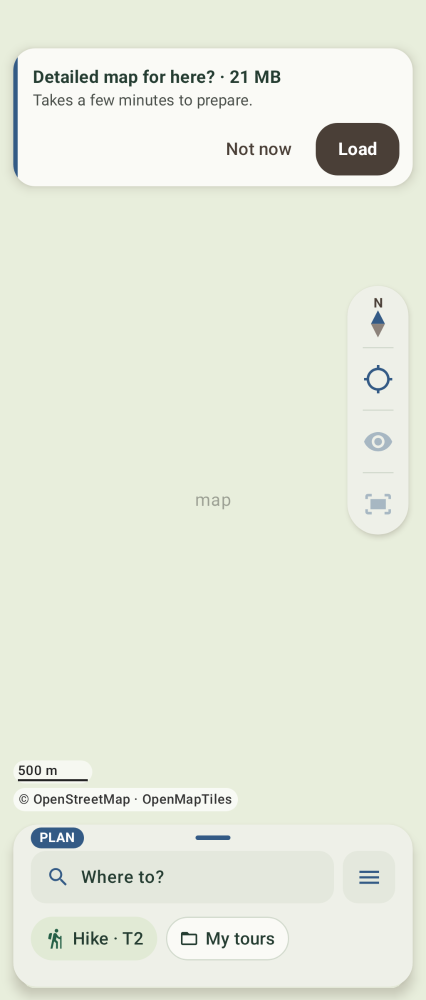 Detailed map for here? · 21 MB
Takes a few minutes to prepare.
Not now
Load
N
map
500 m
© OpenStreetMap · OpenMapTiles
PLAN
Where to?
Hike · T2
My tours